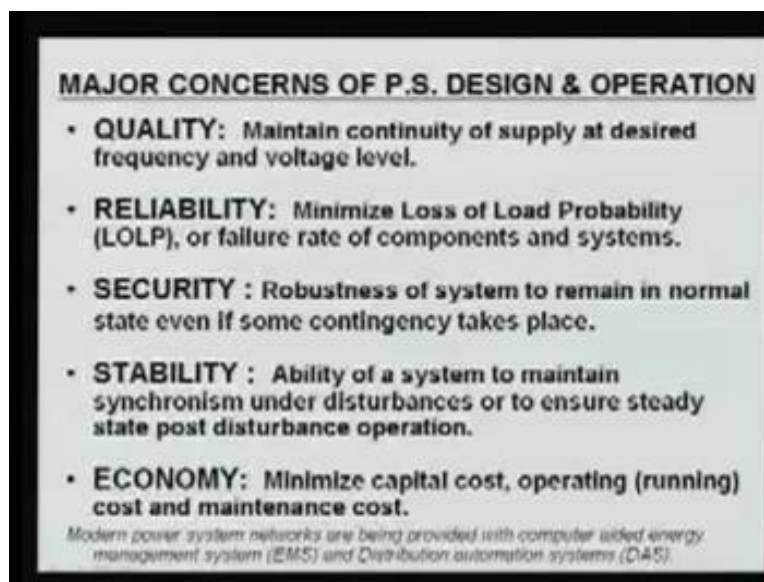 MAJOR CONCERNS OF P.S. DESIGN & OPERATION
• QUALITY: Maintain continuity of supply at desired
frequency and voltage level.
• RELIABILITY: Minimize Loss of Load Probability
(LOLP), or failure rate of components and systems.
• SECURITY : Robustness of system to remain in normal
state even if some contingency takes place.
• STABILITY : Ability of a system to maintain
synchronism under disturbances or to ensure steady
state post disturbance operation.
• ECONOMY: Minimize capital cost, operating (running)
cost and maintenance cost.
Modern power system networks are being provided with computer aided energy
management system (EMS) and Distribution automation systems (DAS)